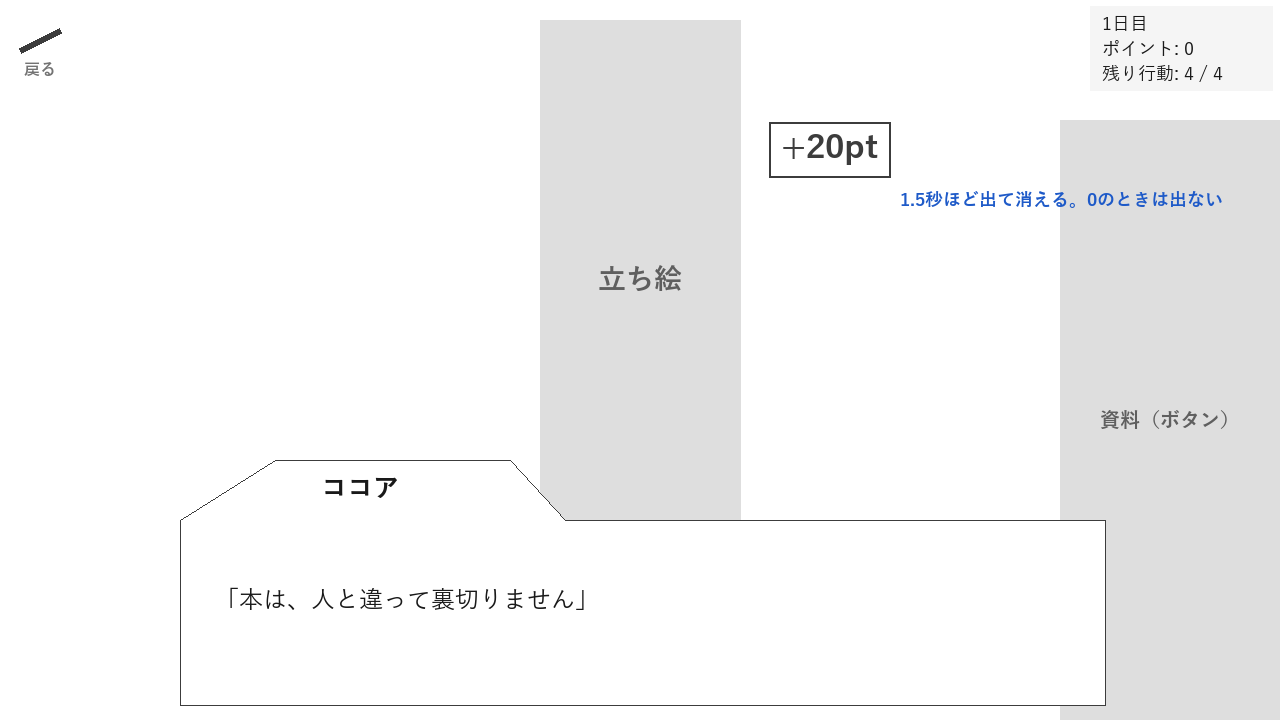 戻る
1日目
ポイント: 0
残り行動: 4 / 4
+20pt
1.5秒ほど出て消える。0のときは出ない
立ち絵
資料（ボタン）
ココア
「本は、人と違って裏切りません」